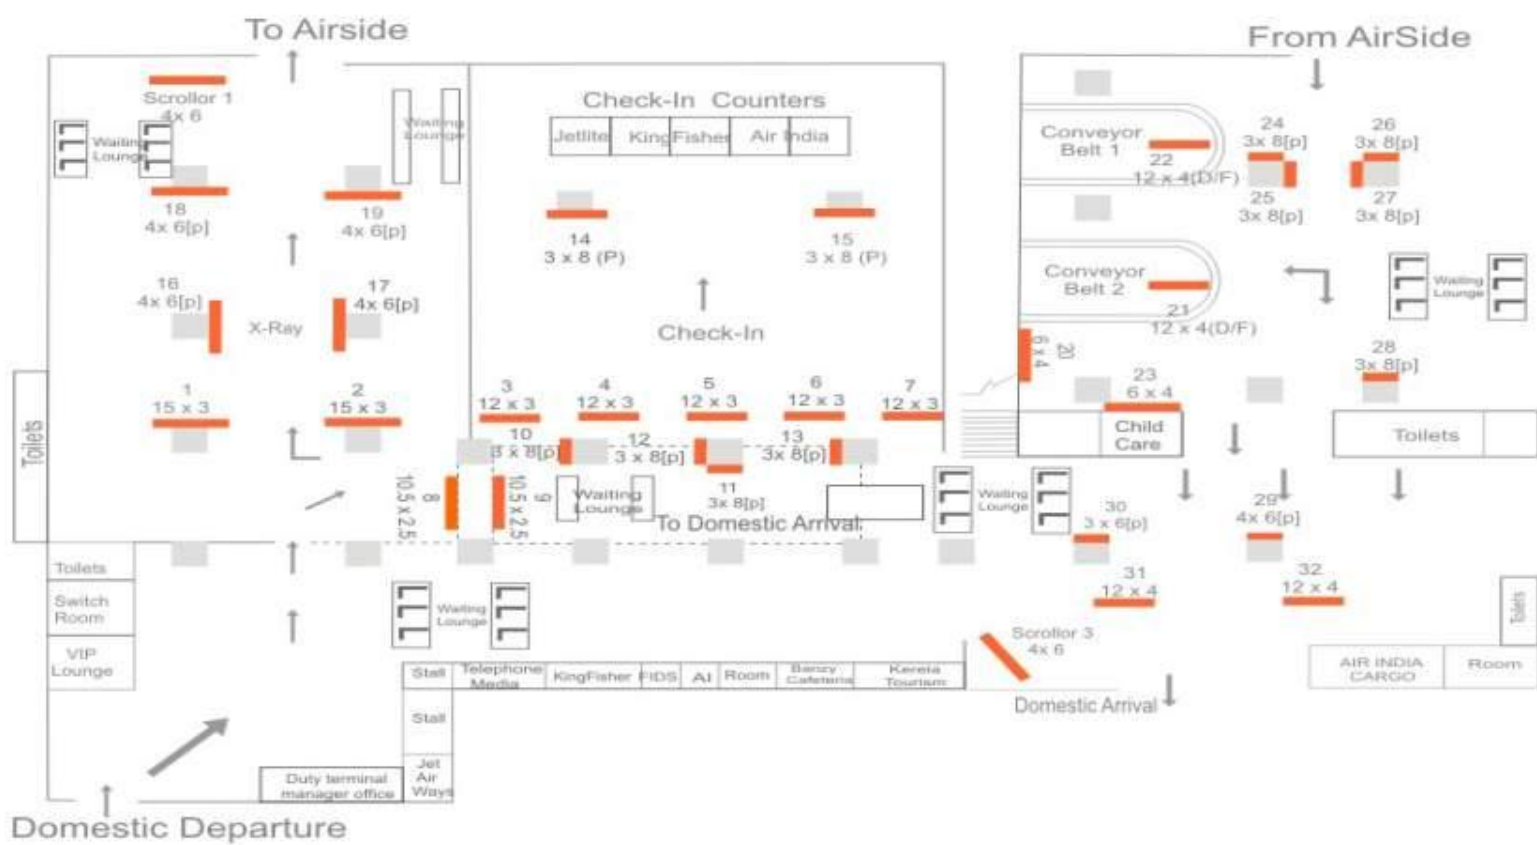 To Airside
From AirSide
Scrollor 1
4x 6
Waiting
Lounge
Waiting
Lounge
Check-In Counters
Jetlite
KingFisher
Air India
18
4x 6[p]
19
4x 6[p]
14
3 x 8 (P)
15
3 x 8 (P)
16
4x 6[p]
17
4x 6[p]
X-Ray
Check-In
1
15 x 3
2
15 x 3
3
12 x 3
4
12 x 3
5
12 x 3
6
12 x 3
7
12 x 3
10
3 x 8[p]
12
3 x 8[p]
13
3x 8[p]
11
3x 8[p]
8
10.5 x 2.5
9
10.5 x 2.5
Waiting
Lounge
To Domestic Arrival
Toilets
Conveyor
Belt 1
22
12 x 4(D/F)
24
3x 8[p]
26
3x 8[p]
25
3x 8[p]
27
3x 8[p]
Conveyor
Belt 2
21
12 x 4(D/F)
Waiting
Lounge
20
6 x 4
23
6 x 4
28
3x 8[p]
Child
Care
Toilets
Waiting
Lounge
30
3 x 6[p]
29
4x 6[p]
31
12 x 4
32
12 x 4
Toilets
Scrollor 3
4x 6
AIR INDIA
CARGO
Room
Domestic Arrival
Toilets
Switch
Room
VIP
Lounge
Waiting
Lounge
Stall
Telephone
Media
KingFisher
FIDS
AI
Room
Banzy
Cafeteria
Kerela
Tourism
Stall
Jet
Air
Ways
Duty terminal
manager office
Domestic Departure